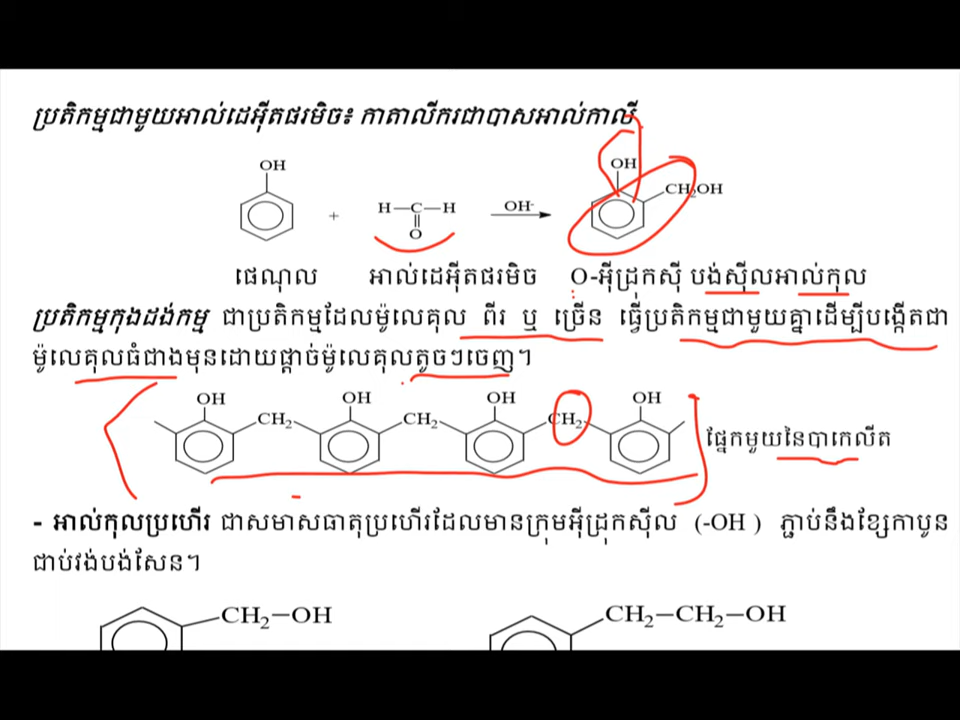 ប្រតិកម្មជាមួយអាល់ដេអ៊ីតផរមិច៖ កាតាលីករជាបាសអាល់កាលី
OH
+
H—C—H
O
OH-
OH
CH2OH
ផេណុល អាល់ដេអ៊ីតផរមិច O-អ៊ីដ្រកស៊ី បង់ស៊ីលអាល់កុល
ប្រតិកម្មកុងដង់កម្ម ជាប្រតិកម្មដែលម៉ូលេគុល ពីរ ឬ ច្រើន ធ្វើប្រតិកម្មជាមួយគ្នាដើម្បីបង្កើតជា
ម៉ូលេគុលធំជាងមុនដោយផ្តាច់ម៉ូលេគុលតូចៗចេញ។
OH OH OH OH
CH2 CH2 CH2
ផ្នែកមួយនៃបាកេលីត
- អាល់កុលប្រហើរ ជាសមាសធាតុប្រហើរដែលមានក្រុមអ៊ីដ្រុកស៊ីល (-OH ) ភ្ជាប់នឹងខ្សែកាបូន
ជាប់វង់បង់សែន។
CH2—OH CH2—CH2—OH